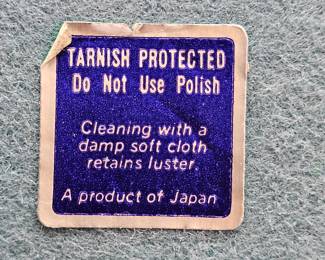 TARNISH PROTECTED
Do Not Use Polish
Cleaning with a
damp soft cloth
retains luster.
A product of Japan